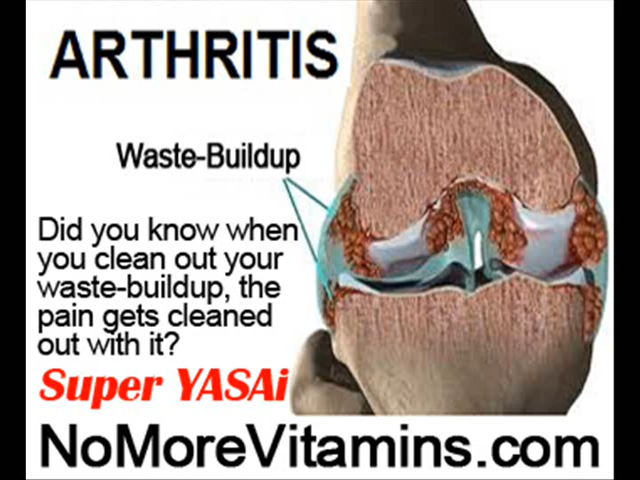 ARTHRITIS
Waste-Buildup
Did you know when
you clean out your
waste-buildup, the
pain gets cleaned
out with it?
Super YASAi
NoMoreVitamins.com